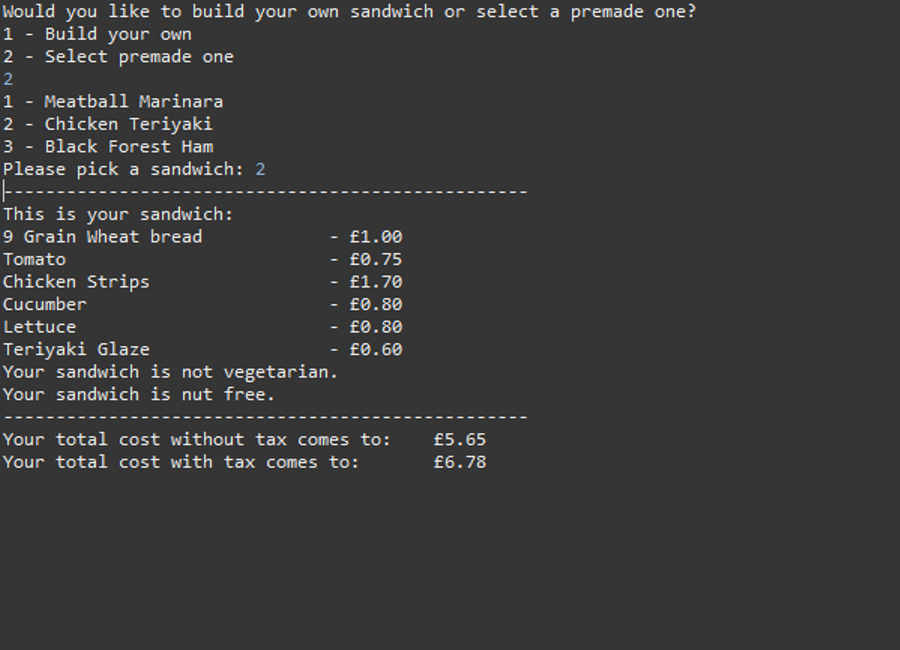 Would you like to build your own sandwich or select a premade one?
1 - Build your own
2 - Select premade one
2
1 - Meatball Marinara
2 - Chicken Teriyaki
3 - Black Forest Ham
Please pick a sandwich: 2
--------------------------------------------------
This is your sandwich:
9 Grain Wheat bread - £1.00
Tomato - £0.75
Chicken Strips - £1.70
Cucumber - £0.80
Lettuce - £0.80
Teriyaki Glaze - £0.60
Your sandwich is not vegetarian.
Your sandwich is nut free.
--------------------------------------------------
Your total cost without tax comes to: £5.65
Your total cost with tax comes to: £6.78